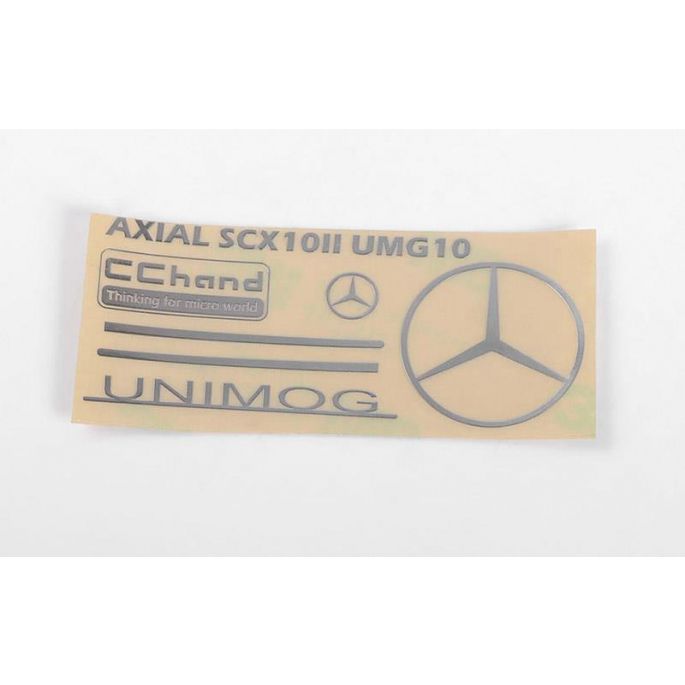 AXIAL SCX10II UMG10
CChand
Thinking for micro world
UNIMOG